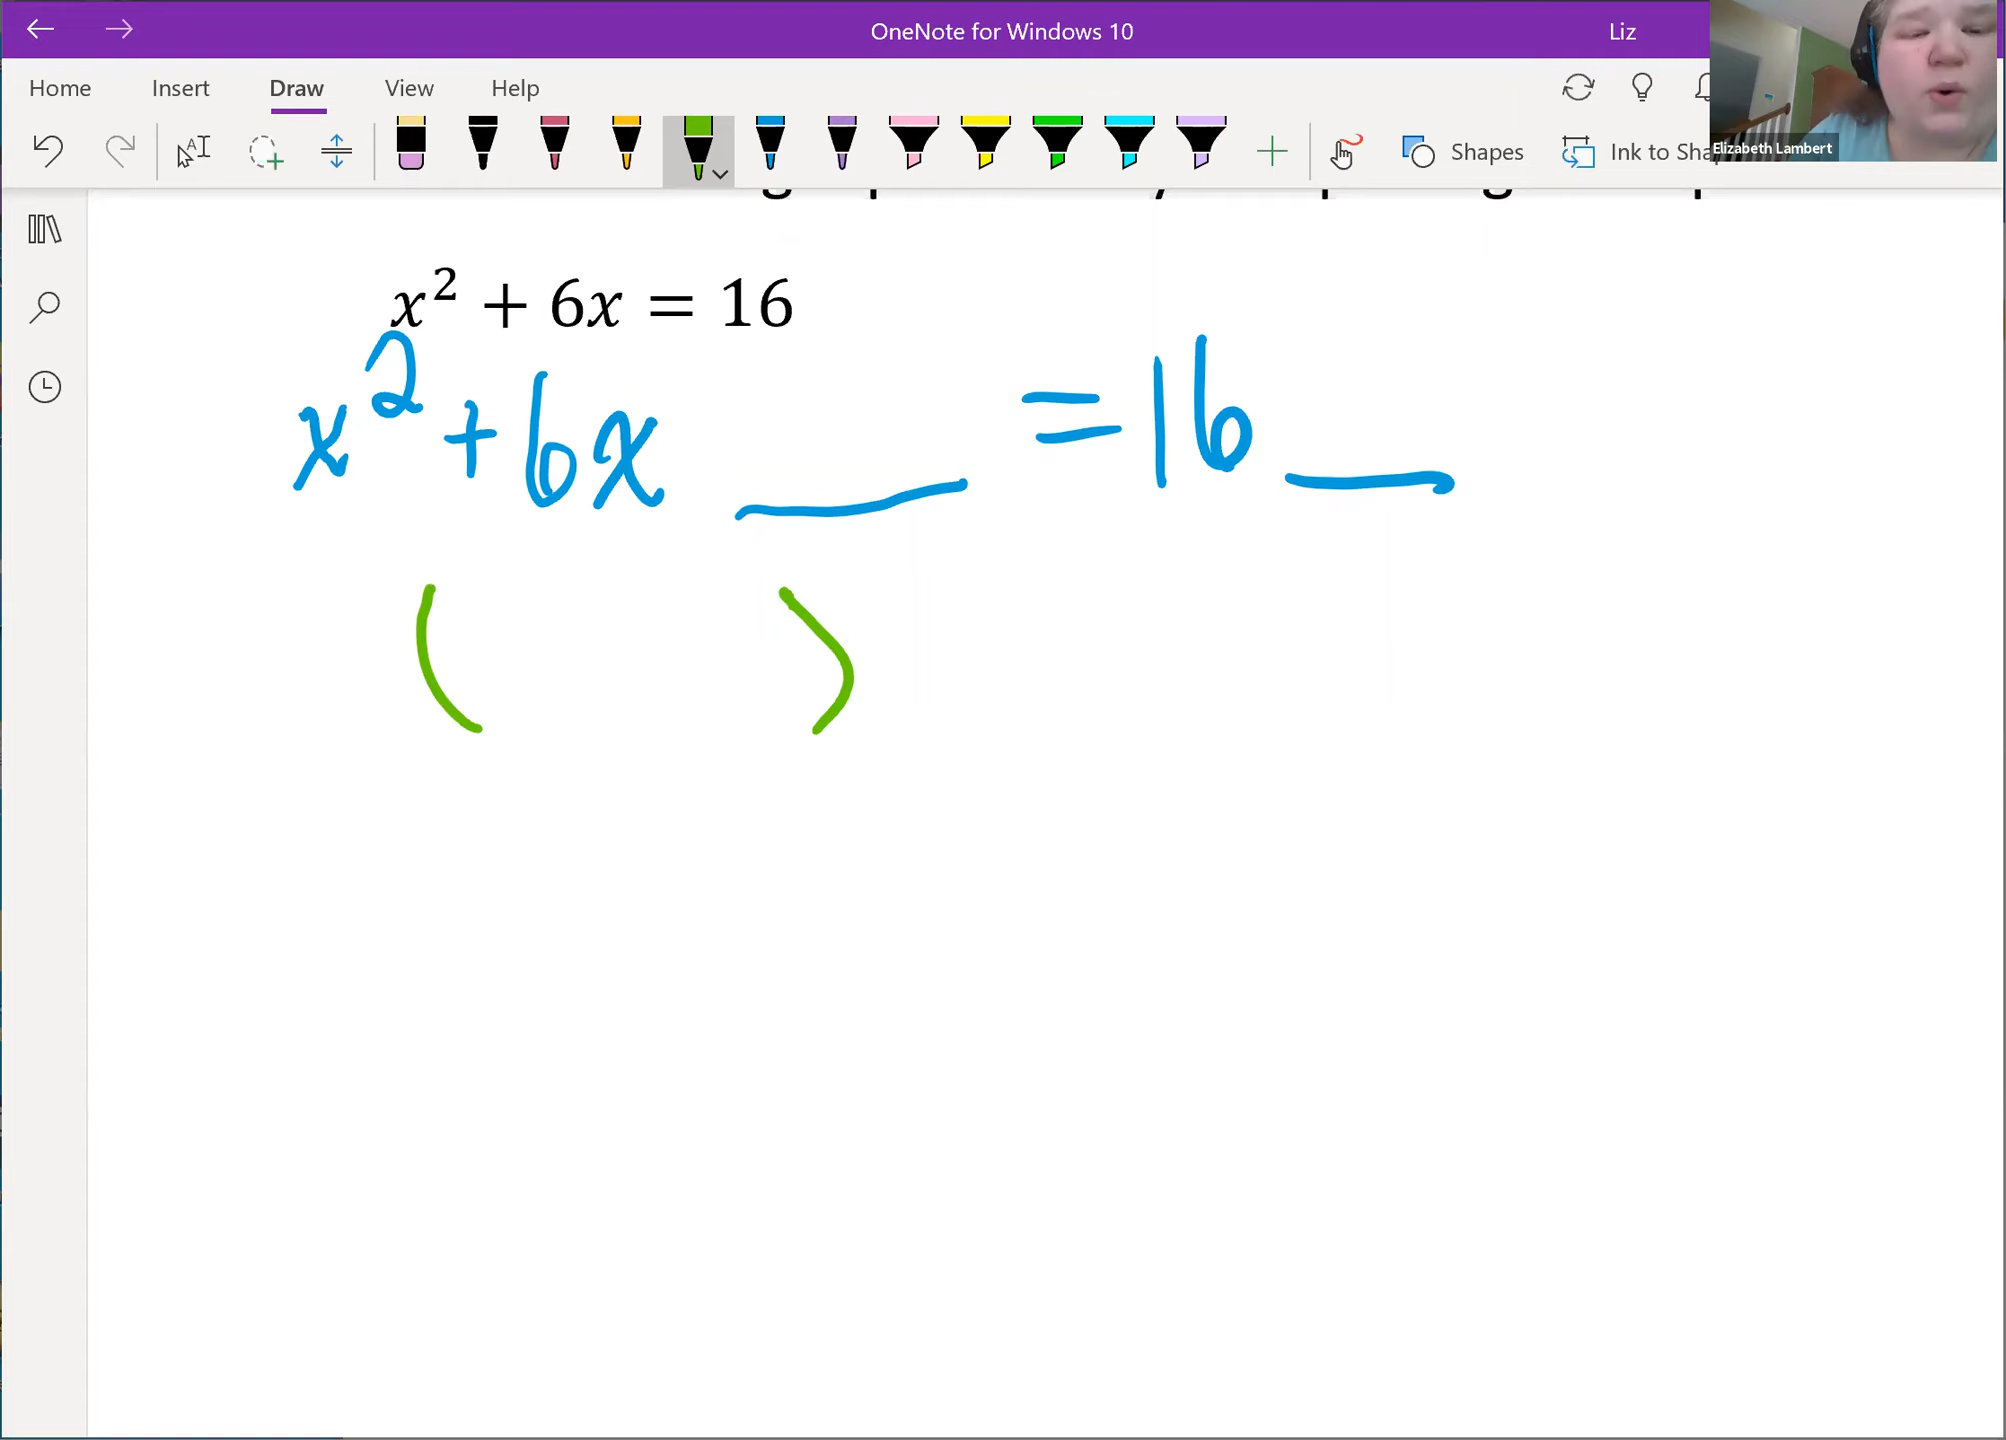 OneNote for Windows 10
Liz
Home Insert Draw View Help
Shapes Ink to Sha
Elizabeth Lambert
x² + 6x = 16
x² + 6x ___ = 16 ___
( )